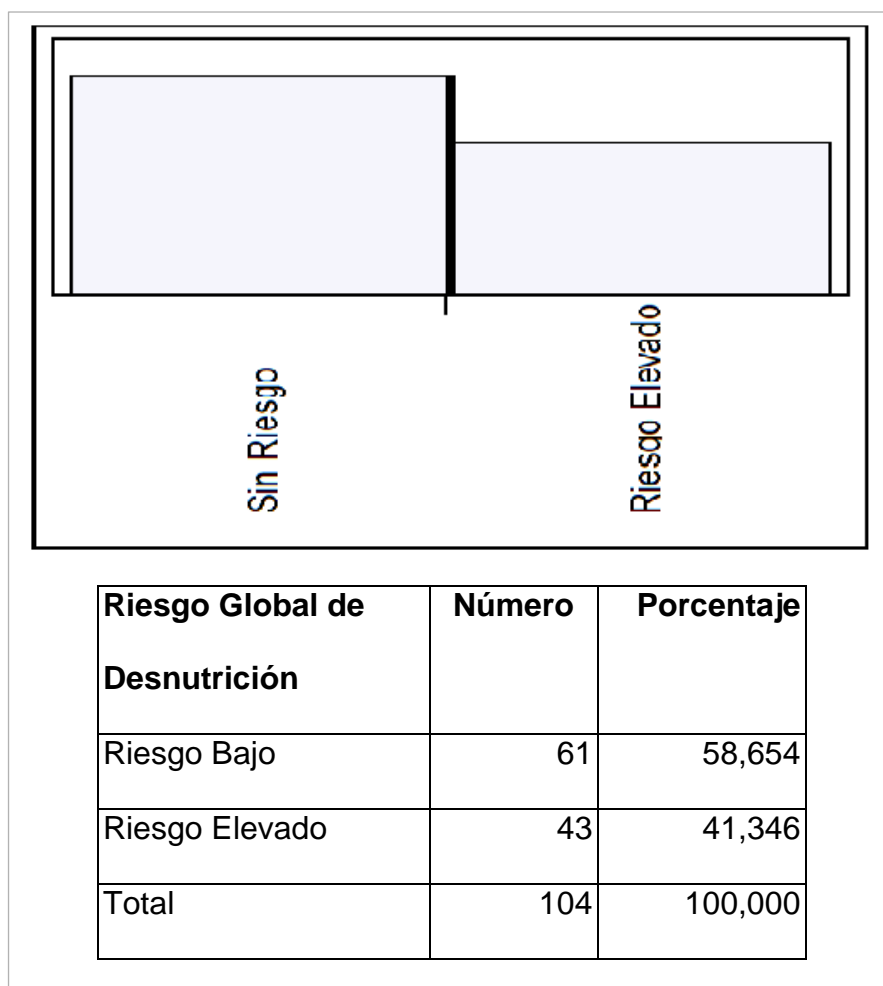 Sin Riesgo
Riesgo Elevado
Riesgo Global de Desnutrición Número Porcentaje
Riesgo Bajo 61 58,654
Riesgo Elevado 43 41,346
Total 104 100,000